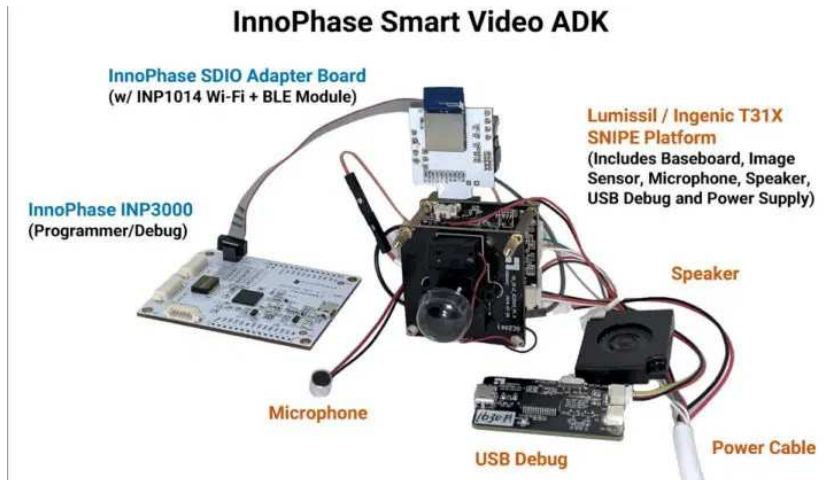 InnoPhase Smart Video ADK
InnoPhase SDIO Adapter Board
(w/ INP1014 Wi-Fi + BLE Module)
Lumissil / Ingenic T31X
SNIPE Platform
(Includes Baseboard, Image
Sensor, Microphone, Speaker,
USB Debug and Power Supply)
InnoPhase INP3000
(Programmer/Debug)
Speaker
Microphone
USB Debug
Power Cable